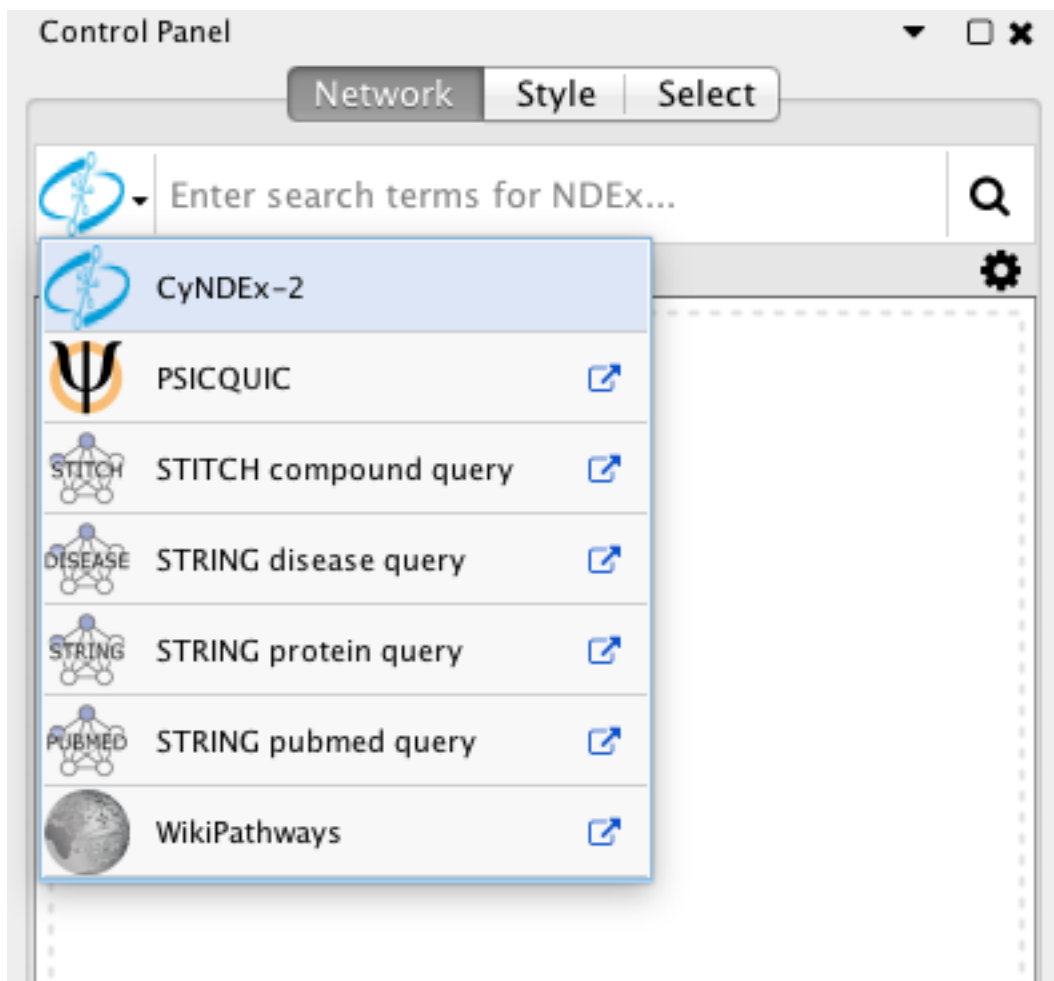 Control Panel
Network Style Select
Enter search terms for NDEx...
CyNDEx-2
PSICQUIC
STITCH STITCH compound query
DISEASE STRING disease query
STRING STRING protein query
PUBMED STRING pubmed query
WikiPathways